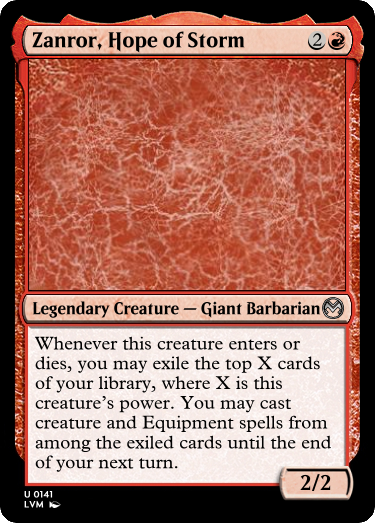 Zanror, Hope of Storm 2
Legendary Creature — Giant Barbarian
Whenever this creature enters or
dies, you may exile the top X cards
of your library, where X is this
creature's power. You may cast
creature and Equipment spells from
among the exiled cards until the end
of your next turn.
2/2
U 0141
LVM